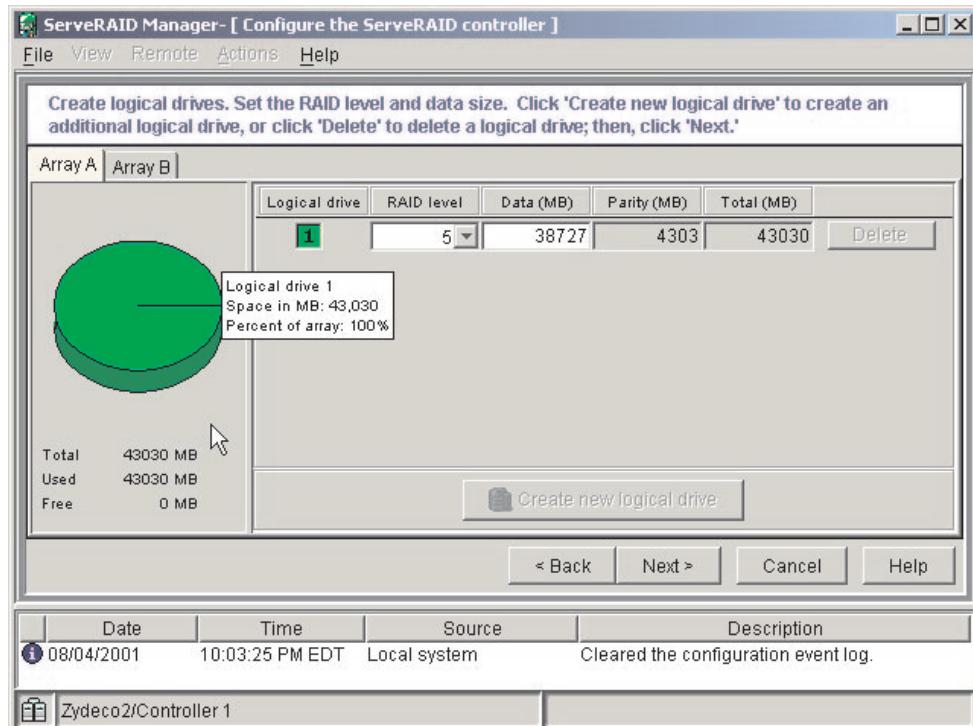 ServeRAID Manager- [ Configure the ServeRAID controller ]
File View Remote Actions Help
Create logical drives. Set the RAID level and data size. Click 'Create new logical drive' to create an
additional logical drive, or click 'Delete' to delete a logical drive; then, click 'Next.'
Array A Array B
Logical drive RAID level Data (MB) Parity (MB) Total (MB)
1 5 38727 4303 43030 Delete
Logical drive 1
Space in MB: 43,030
Percent of array: 100%
Total 43030 MB
Used 43030 MB
Free 0 MB
Create new logical drive
< Back Next > Cancel Help
Date Time Source Description
i 08/04/2001 10:03:25 PM EDT Local system Cleared the configuration event log.
Zydeco2/Controller 1